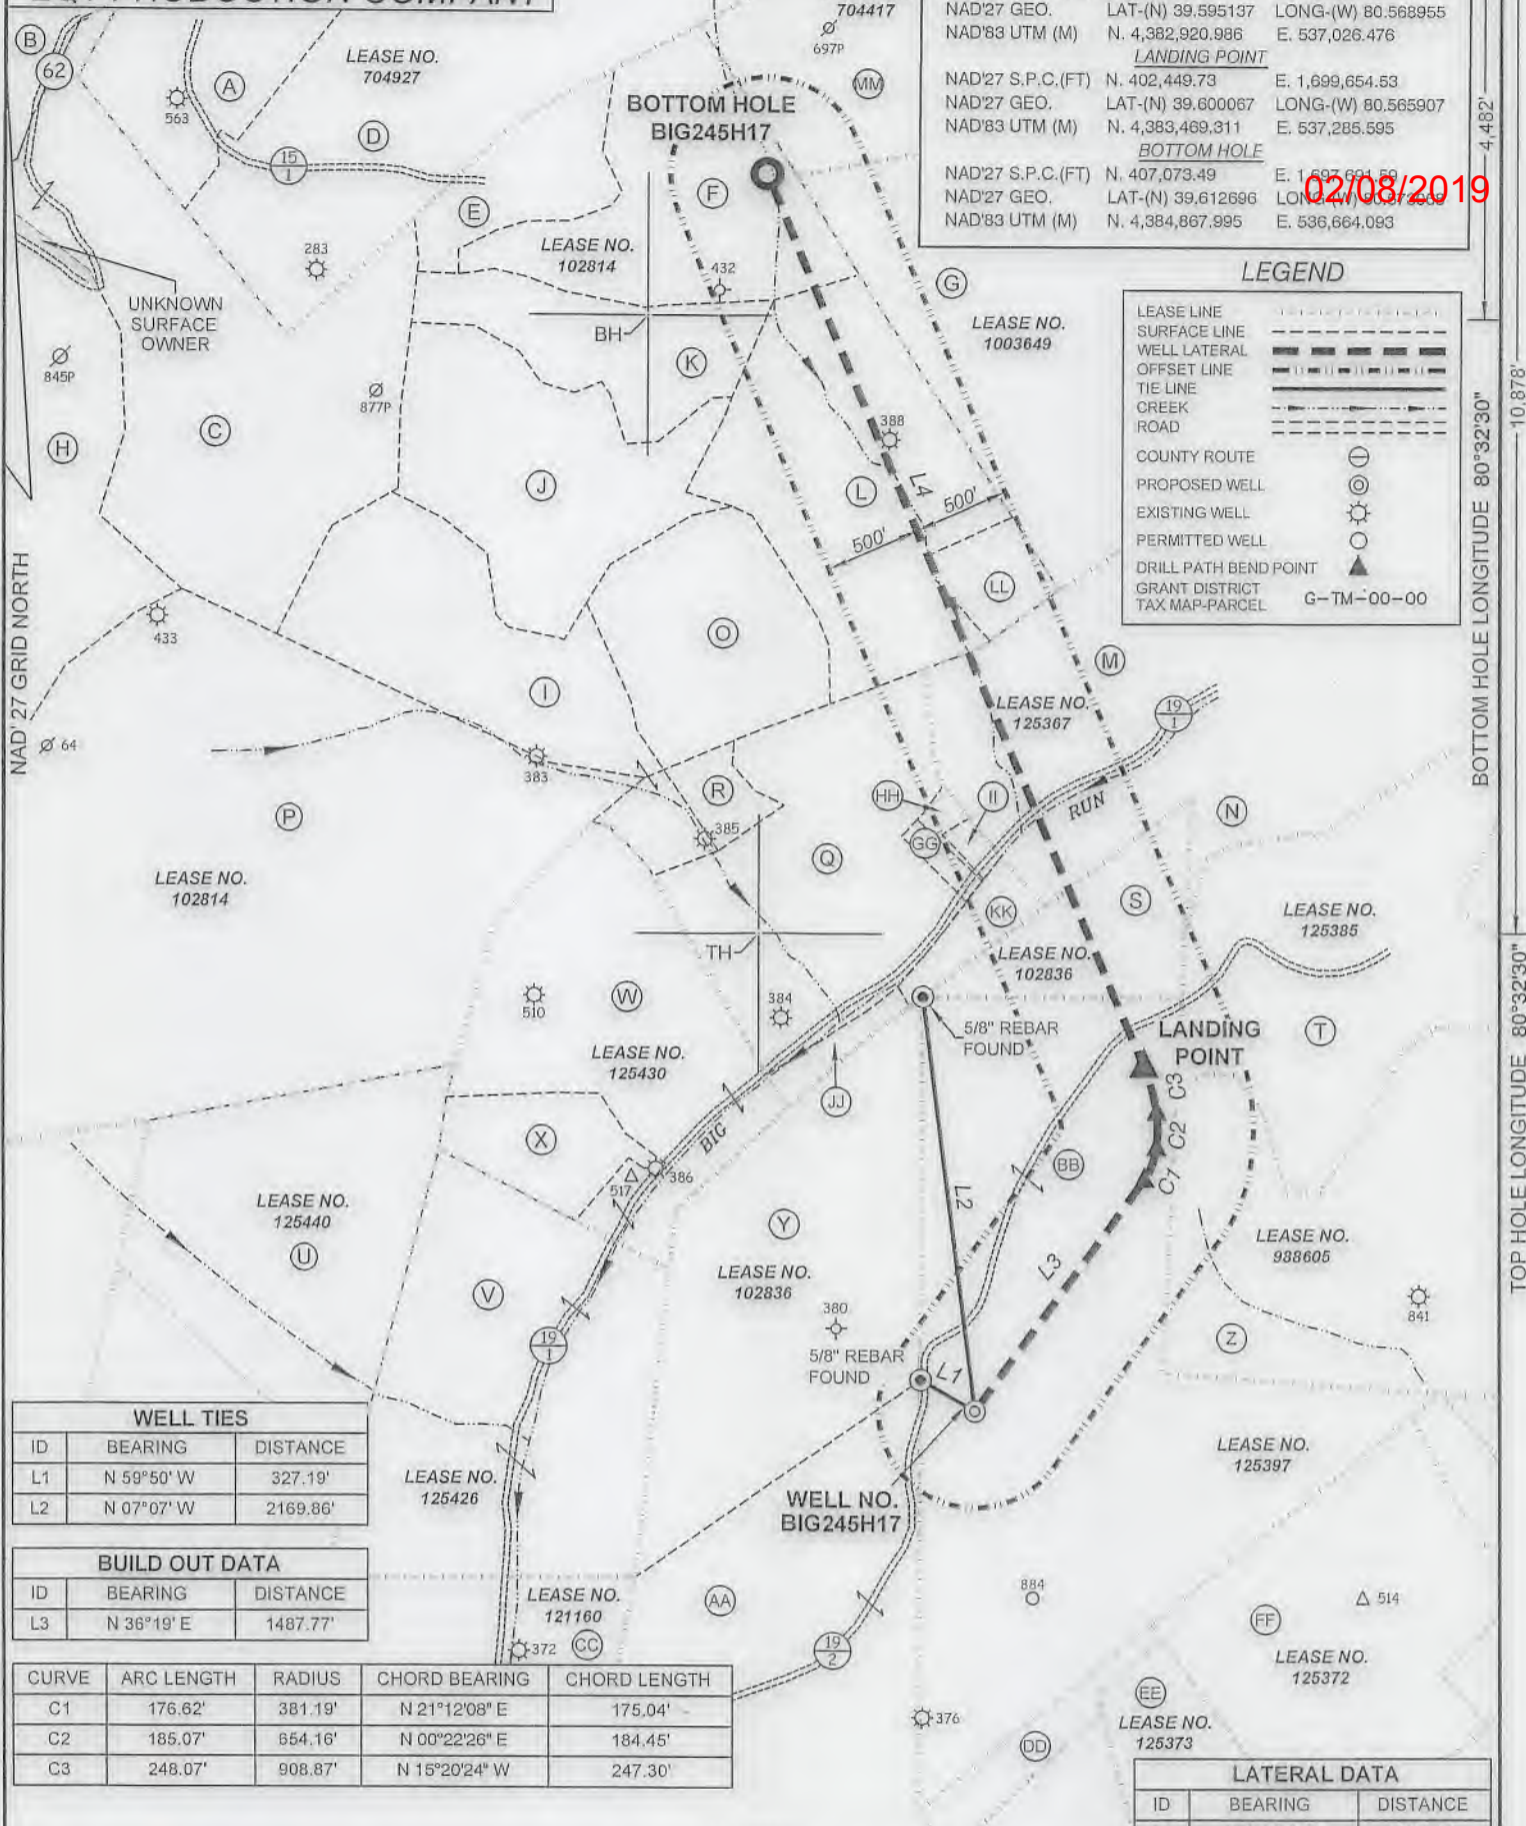 704417
697P
NAD'27 GEO. LAT-(N) 39.595137 LONG-(W) 80.568955
NAD'83 UTM (M) N. 4,382,920.986 E. 537,026.476
LANDING POINT
NAD'27 S.P.C.(FT) N. 402,449.73 E. 1,699,654.53
NAD'27 GEO. LAT-(N) 39.600067 LONG-(W) 80.565907
NAD'83 UTM (M) N. 4,383,469.311 E. 537,285.595
BOTTOM HOLE
NAD'27 S.P.C.(FT) N. 407,073.49 E.
NAD'27 GEO. LAT-(N) 39.612696
NAD'83 UTM (M) N. 4,384,867.995 E. 536,664.093
02/08/2019
4,482'
10,878'
BOTTOM HOLE LONGITUDE 80°32'30"
TOP HOLE LONGITUDE 80°32'30"
LEGEND
LEASE LINE
SURFACE LINE
WELL LATERAL
OFFSET LINE
TIE LINE
CREEK
ROAD
COUNTY ROUTE
PROPOSED WELL
EXISTING WELL
PERMITTED WELL
DRILL PATH BEND POINT
GRANT DISTRICT
TAX MAP-PARCEL G-TM-00-00
B
62
A
563
LEASE NO.
704927
D
15
1
E
BOTTOM HOLE
BIG245H17
MM
F
LEASE NO.
102814
283
UNKNOWN
SURFACE
OWNER
432
BH
G
LEASE NO.
1003649
K
845P
877P
H
C
388
L
L4
500'
500'
J
NAD' 27 GRID NORTH
433
LL
O
M
I
LEASE NO.
125367
19
1
64
383
R
385
HH
II
RUN
N
P
GG
Q
LEASE NO.
102814
KK
S
LEASE NO.
125385
TH
LEASE NO.
102836
510
W
384
5/8" REBAR
FOUND
LANDING
POINT
T
LEASE NO.
125430
JJ
C3
C2
C1
X
BIG
517
386
BB
L2
LEASE NO.
125440
U
Y
L3
LEASE NO.
988605
LEASE NO.
102836
V
380
841
19
1
5/8" REBAR
FOUND
L1
Z
WELL TIES
ID BEARING DISTANCE
L1 N 59°50' W 327.19'
L2 N 07°07' W 2169.86'
LEASE NO.
125426
LEASE NO.
125397
WELL NO.
BIG245H17
BUILD OUT DATA
ID BEARING DISTANCE
L3 N 36°19' E 1487.77'
LEASE NO.
121160
CC
372
AA
884
514
FF
LEASE NO.
125372
19
2
CURVE ARC LENGTH RADIUS CHORD BEARING CHORD LENGTH
C1 176.62' 381.19' N 21°12'08" E 175.04'
C2 185.07' 654.16' N 00°22'26" E 184.45'
C3 248.07' 908.87' N 15°20'24" W 247.30'
376
EE
LEASE NO.
125373
DD
LATERAL DATA
ID BEARING DISTANCE